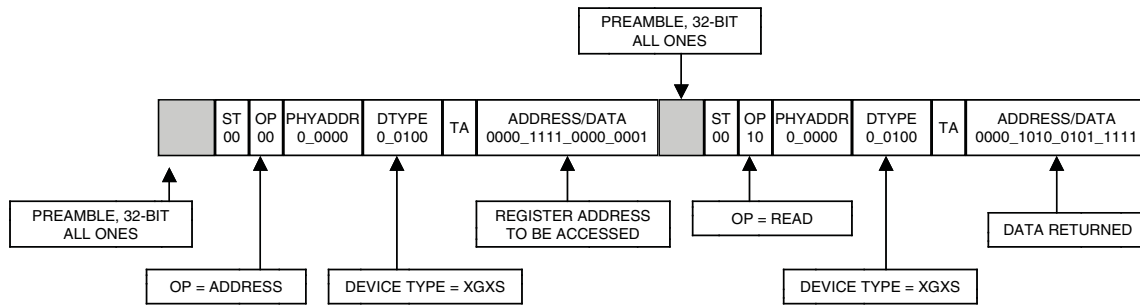 PREAMBLE, 32-BIT
ALL ONES
ST
00
OP
00
PHYADDR
0_0000
DTYPE
0_0100
TA
ADDRESS/DATA
0000_1111_0000_0001
ST
00
OP
10
PHYADDR
0_0000
DTYPE
0_0100
TA
ADDRESS/DATA
0000_1010_0101_1111
PREAMBLE, 32-BIT
ALL ONES
REGISTER ADDRESS
TO BE ACCESSED
OP = READ
DATA RETURNED
OP = ADDRESS
DEVICE TYPE = XGXS
DEVICE TYPE = XGXS